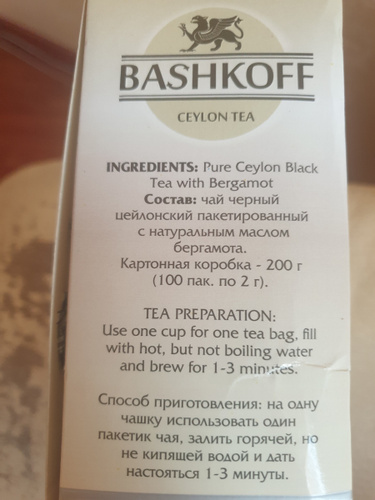 BASHKOFF
CEYLON TEA
INGREDIENTS: Pure Ceylon Black
Tea with Bergamot
Состав: чай черный
цейлонский пакетированный
с натуральным маслом
бергамота.
Картонная коробка - 200 г
(100 пак. по 2 г).
TEA PREPARATION:
Use one cup for one tea bag, fill
with hot, but not boiling water
and brew for 1-3 minutes.
Способ приготовления: на одну
чашку использовать один
пакетик чая, залить горячей, но
не кипящей водой и дать
настояться 1-3 минуты.